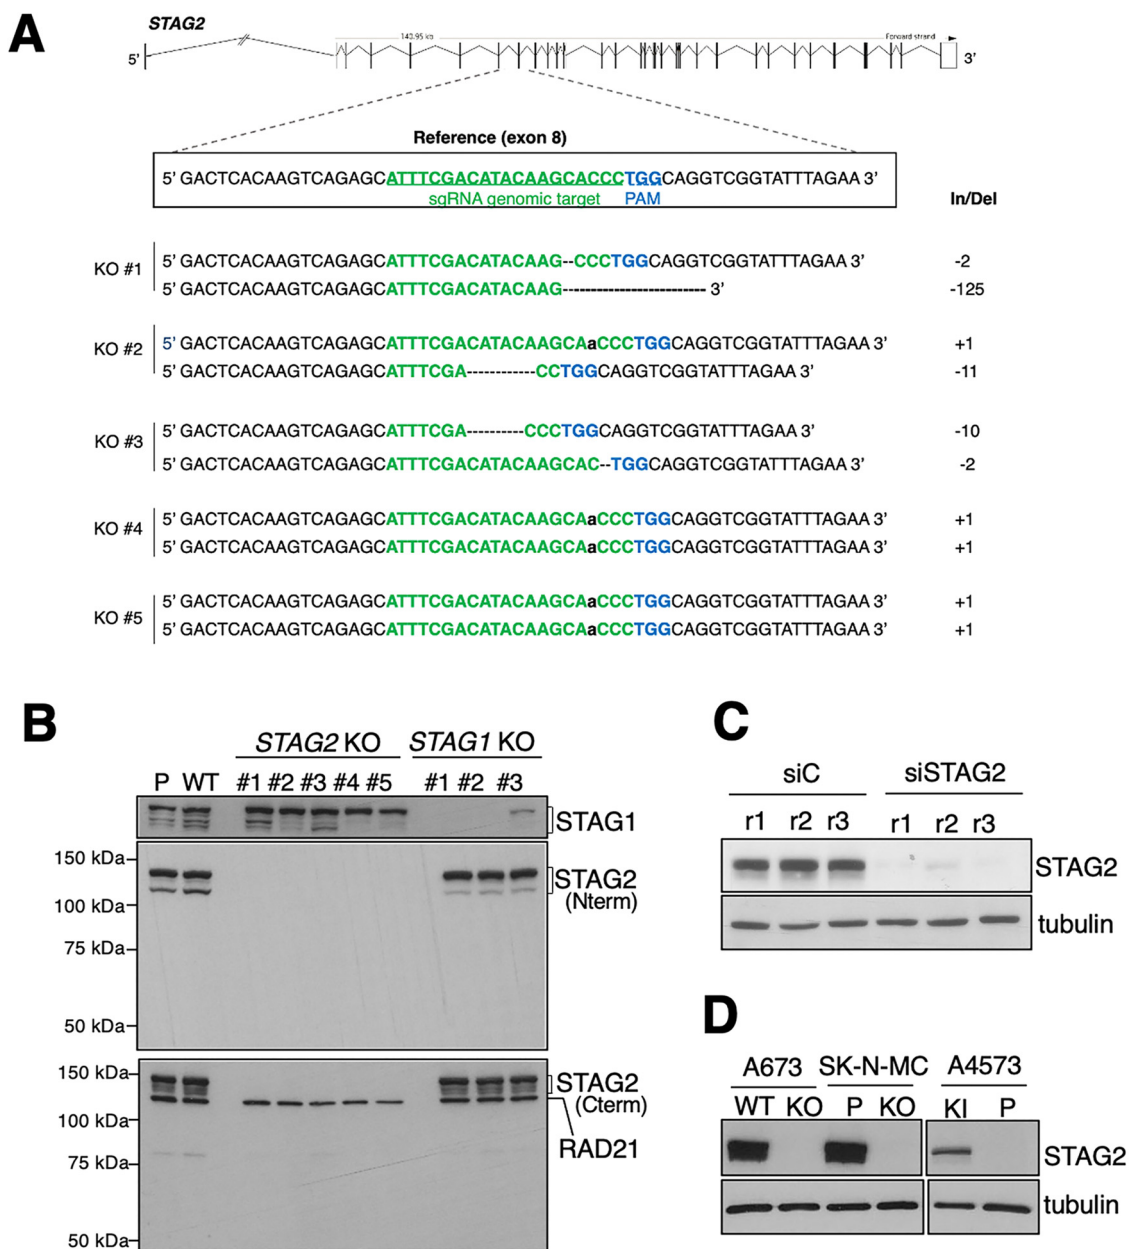 A
STAG2
5'
140.95 kb
Forward strand
3'
Reference (exon 8)
5' GACTCACAAGTCAGAGCATTTCGACATACAAGCACCCTGGCAGGTCGGTATTTAGAA 3'
sgRNA genomic target PAM
In/Del
KO #1
5' GACTCACAAGTCAGAGCATTTCGACATACAAG--CCCTGGCAGGTCGGTATTTAGAA 3' -2
5' GACTCACAAGTCAGAGCATTTCGACATACAAG------------------------- 3' -125
KO #2
5' GACTCACAAGTCAGAGCATTTCGACATACAAGCAaCCCTGGCAGGTCGGTATTTAGAA 3' +1
5' GACTCACAAGTCAGAGCATTTCGA------------CCTGGCAGGTCGGTATTTAGAA 3' -11
KO #3
5' GACTCACAAGTCAGAGCATTTCGA----------CCCTGGCAGGTCGGTATTTAGAA 3' -10
5' GACTCACAAGTCAGAGCATTTCGACATACAAGCAC--TGGCAGGTCGGTATTTAGAA 3' -2
KO #4
5' GACTCACAAGTCAGAGCATTTCGACATACAAGCAaCCCTGGCAGGTCGGTATTTAGAA 3' +1
5' GACTCACAAGTCAGAGCATTTCGACATACAAGCAaCCCTGGCAGGTCGGTATTTAGAA 3' +1
KO #5
5' GACTCACAAGTCAGAGCATTTCGACATACAAGCAaCCCTGGCAGGTCGGTATTTAGAA 3' +1
5' GACTCACAAGTCAGAGCATTTCGACATACAAGCAaCCCTGGCAGGTCGGTATTTAGAA 3' +1
B
STAG2 KO STAG1 KO
P WT #1 #2 #3 #4 #5 #1 #2 #3
STAG1
150 kDa
STAG2
(Nterm)
100 kDa
75 kDa
50 kDa
150 kDa
STAG2
(Cterm)
100 kDa
RAD21
75 kDa
50 kDa
C
siC siSTAG2
r1 r2 r3 r1 r2 r3
STAG2
tubulin
D
A673 SK-N-MC A4573
WT KO P KO KI P
STAG2
tubulin